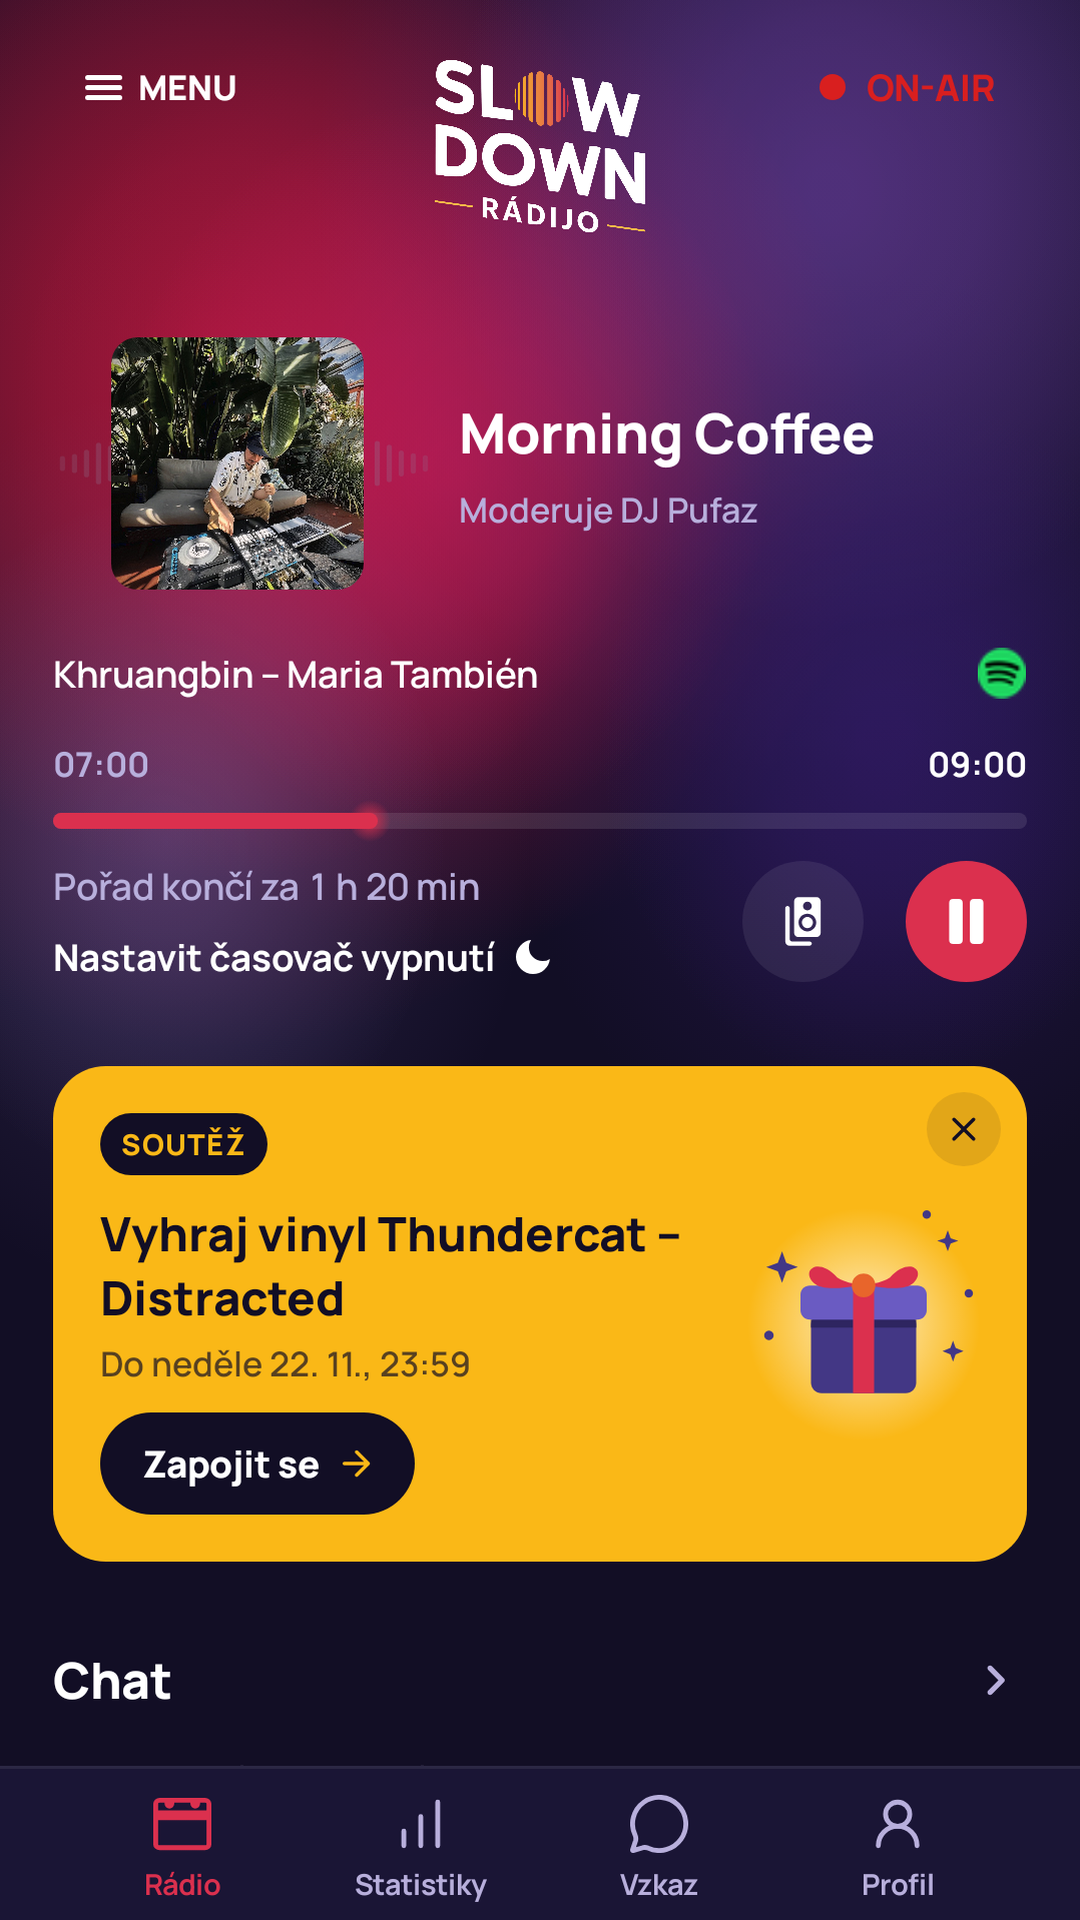 MENU
SLOW
DOWN
RÁDIJO
ON-AIR
Morning Coffee
Moderuje DJ Pufaz
Khruangbin – Maria También
07:00
09:00
Pořad končí za 1 h 20 min
Nastavit časovač vypnutí
SOUTĚŽ
Vyhraj vinyl Thundercat –
Distracted
Do neděle 22. 11., 23:59
Zapojit se
Chat
Rádio
Statistiky
Vzkaz
Profil